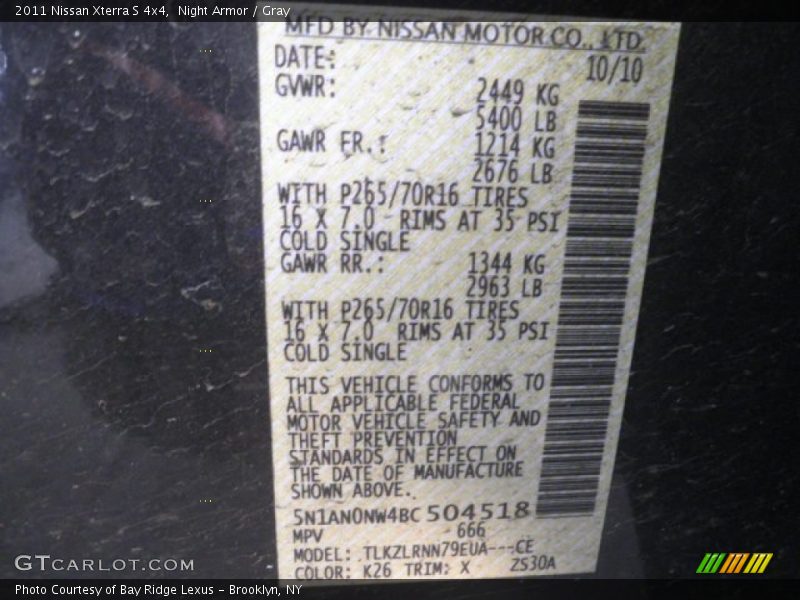 2011 Nissan Xterra S 4x4,  Night Armor / Gray
MFD BY NISSAN MOTOR CO., LTD.
DATE: 10/10
GVWR: 2449 KG
5400 LB
GAWR FR.: 1214 KG
2676 LB
WITH P265/70R16 TIRES
16 X 7.0 RIMS AT 35 PSI
COLD SINGLE
GAWR RR.: 1344 KG
2963 LB
WITH P265/70R16 TIRES
16 X 7.0 RIMS AT 35 PSI
COLD SINGLE
THIS VEHICLE CONFORMS TO
ALL APPLICABLE FEDERAL
MOTOR VEHICLE SAFETY AND
THEFT PREVENTION
STANDARDS IN EFFECT ON
THE DATE OF MANUFACTURE
SHOWN ABOVE.
5N1AN0NW4BC504518
MPV 666
MODEL: TLKZLRNN79EUA---CE
COLOR: K26 TRIM: X ZS30A
GTCARLOT.COM
Photo Courtesy of Bay Ridge Lexus - Brooklyn, NY